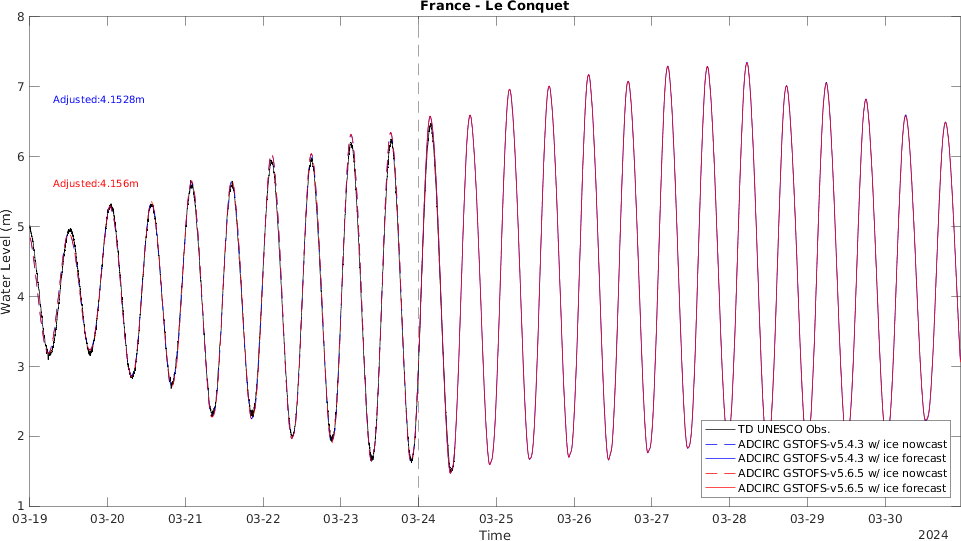 France - Le Conquet
8
7
6
5
4
3
2
1
Water Level (m)
Adjusted:4.1528m
Adjusted:4.156m
TD UNESCO Obs.
ADCIRC GSTOFS-v5.4.3 w/ ice nowcast
ADCIRC GSTOFS-v5.4.3 w/ ice forecast
ADCIRC GSTOFS-v5.6.5 w/ ice nowcast
ADCIRC GSTOFS-v5.6.5 w/ ice forecast
03-19 03-20 03-21 03-22 03-23 03-24 03-25 03-26 03-27 03-28 03-29 03-30
Time
2024